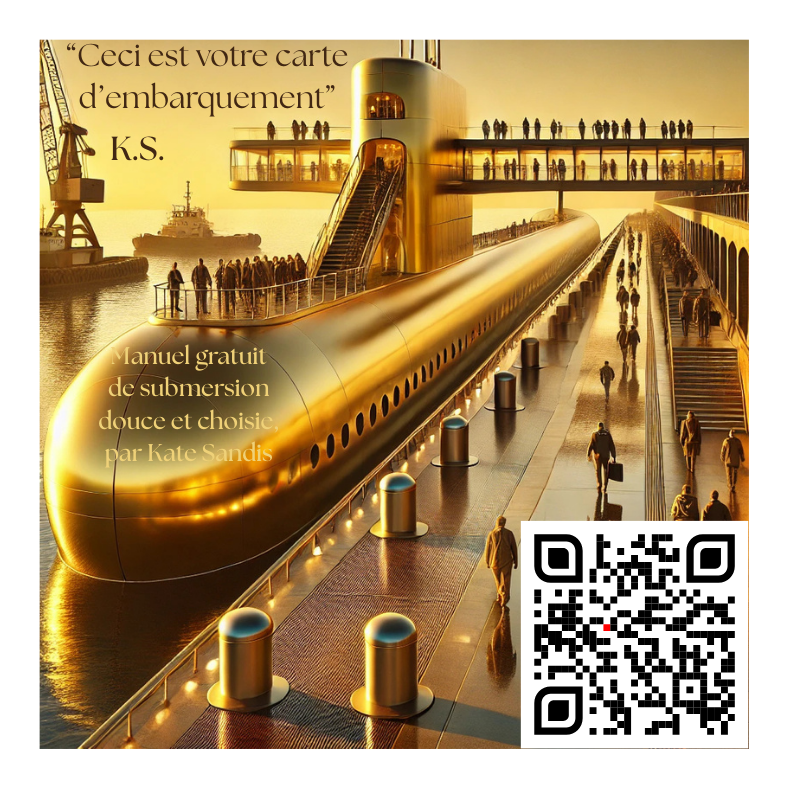 “Ceci est votre carte
d’embarquement”
K.S.
Manuel gratuit
de submersion
douce et choisie,
par Kate Sandis